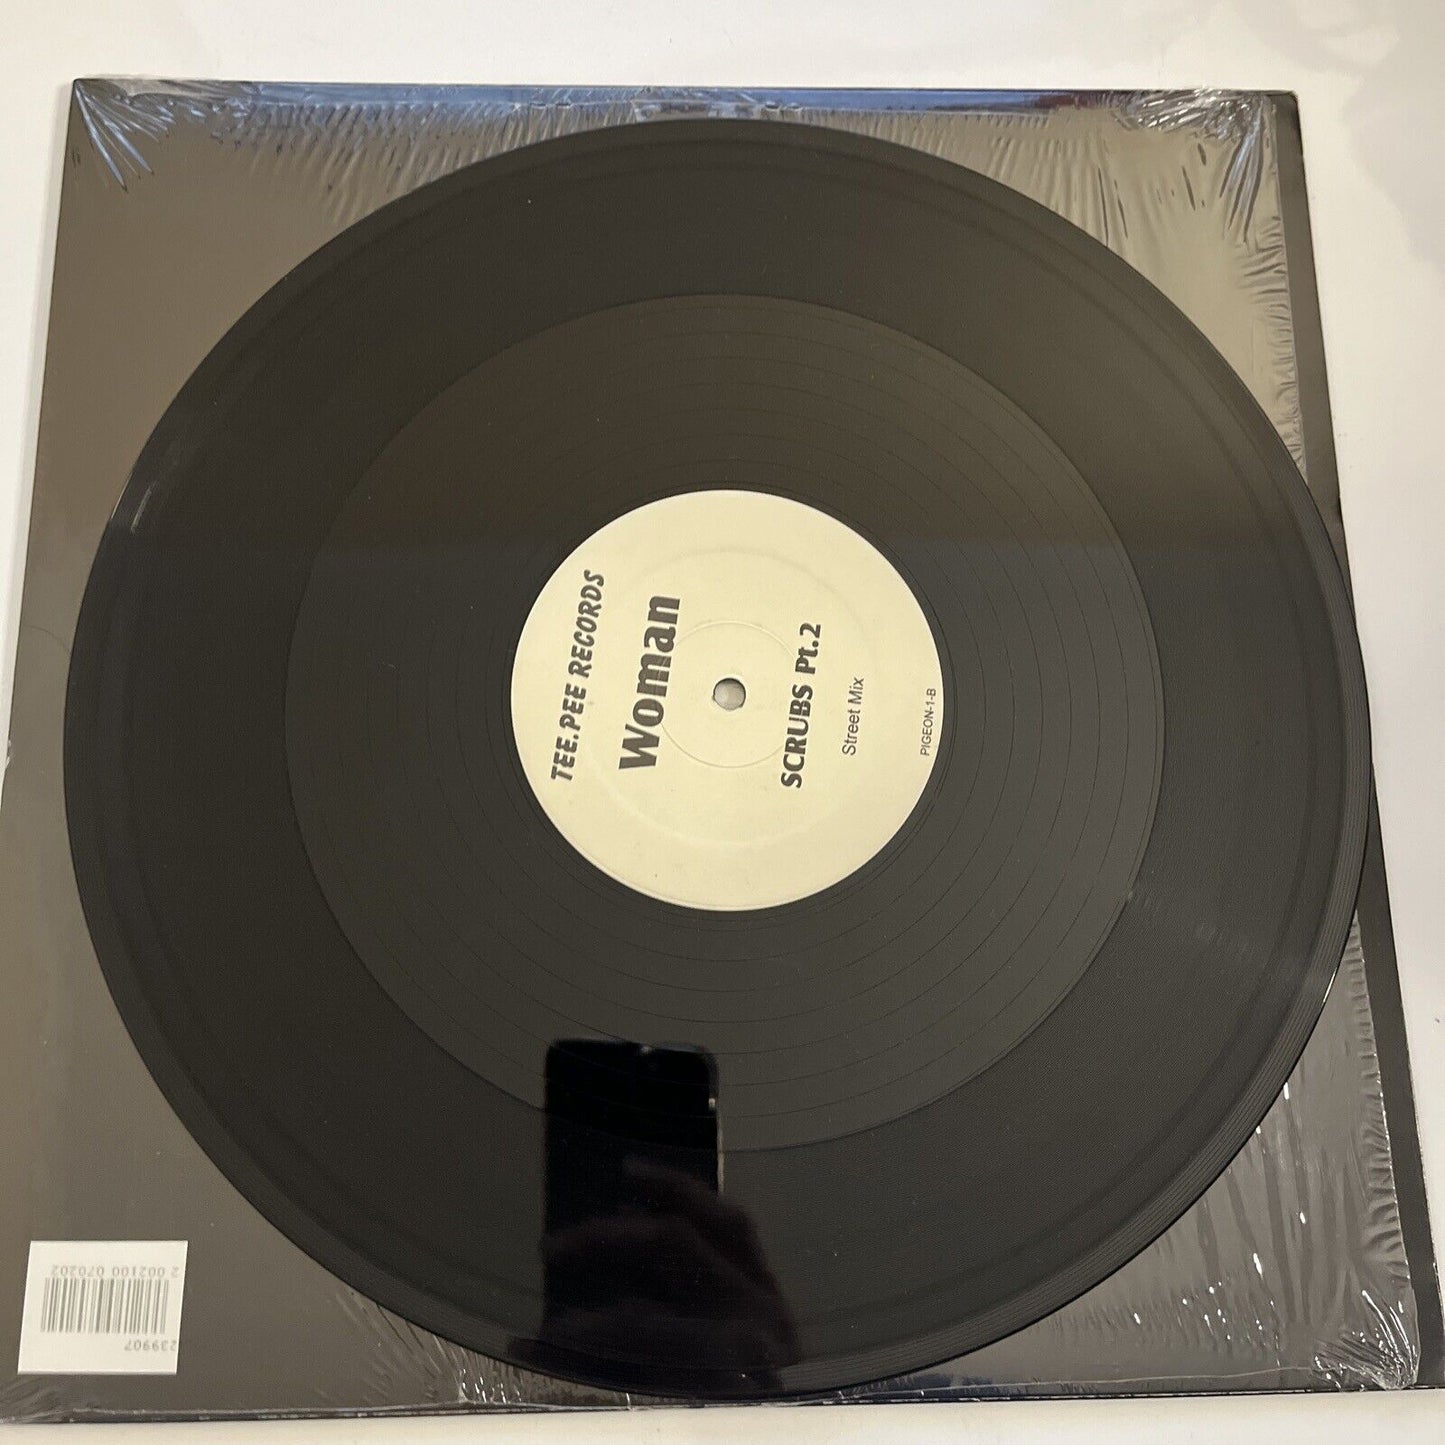 TEE.PEE RECORDS
Woman
SCRUBS Pt.2
Street Mix
PIGEON-1-B
239907
2 002100 070202